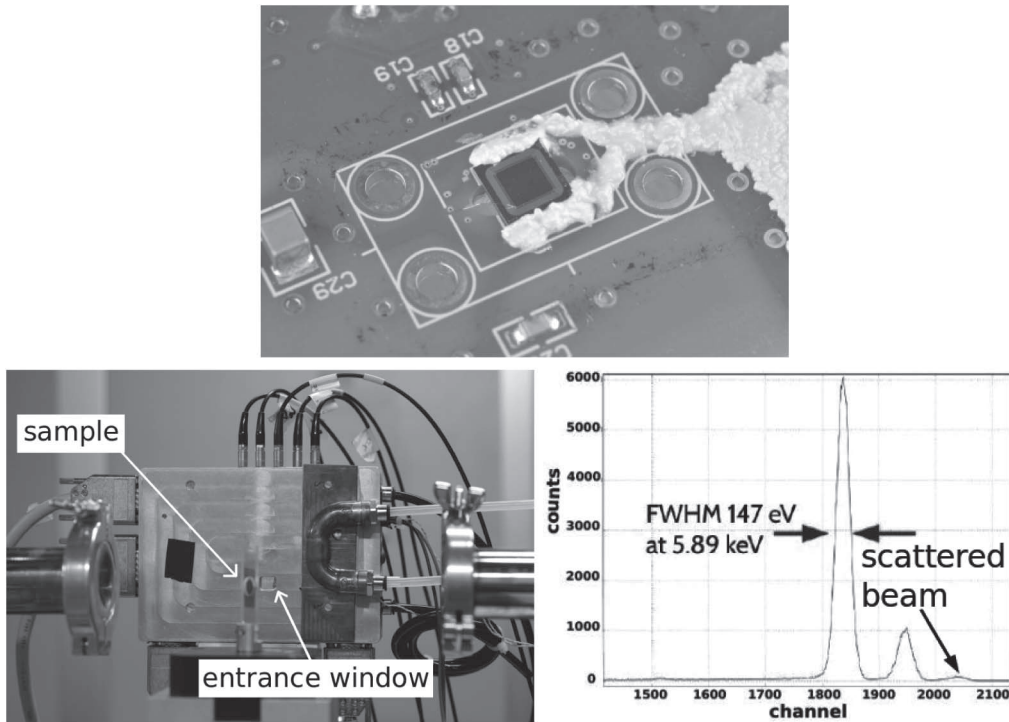 C18
C19
C29
C2
sample
entrance window
6000
5000
4000
3000
2000
1000
0
counts
FWHM 147 eV
at 5.89 keV
scattered
beam
1500
1600
1700
1800
1900
2000
2100
channel